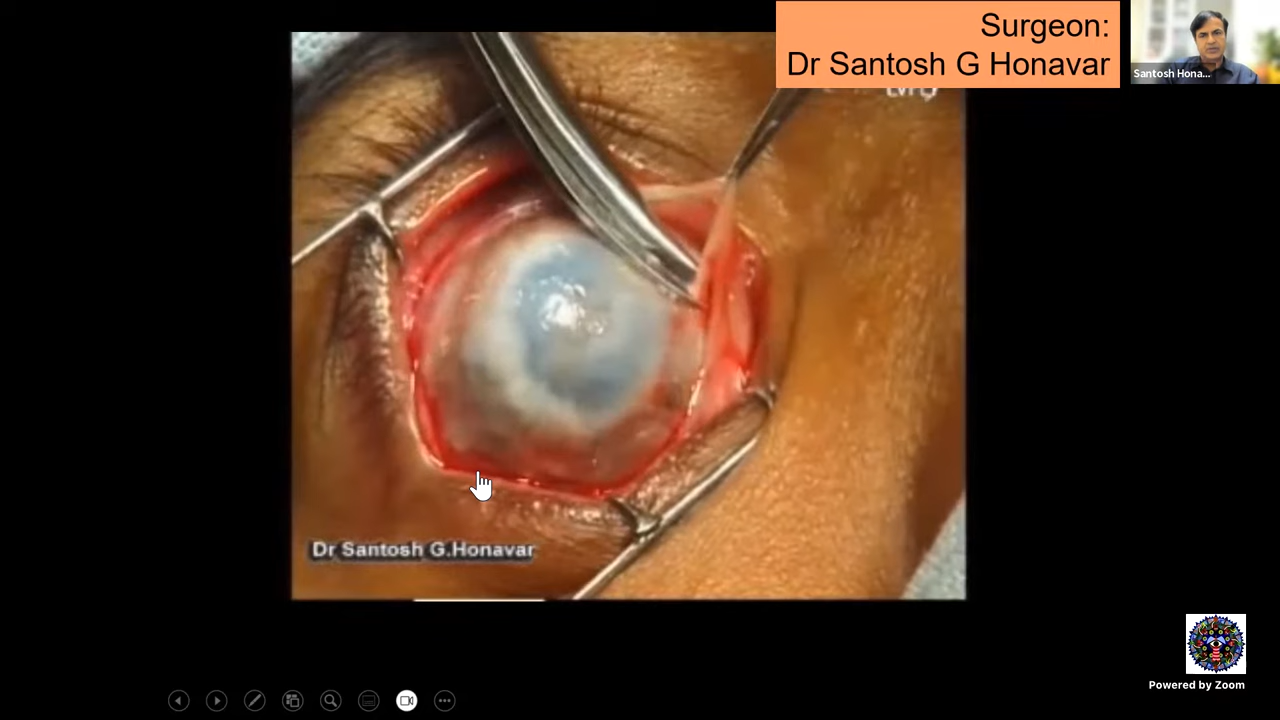 Surgeon:
Dr Santosh G Honavar
Santosh Hona...
Dr Santosh G.Honavar
Powered by Zoom